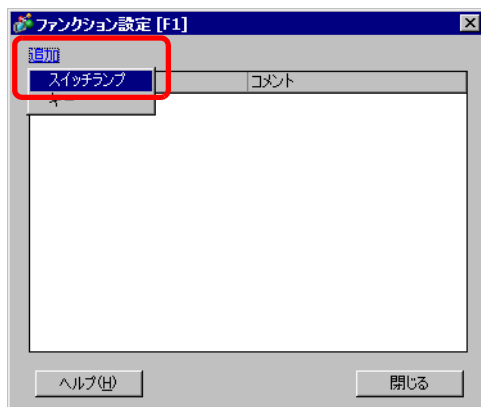 ファンクション設定 [F1]
追加
スイッチランプ
コメント
キー
ヘルプ(H)
閉じる